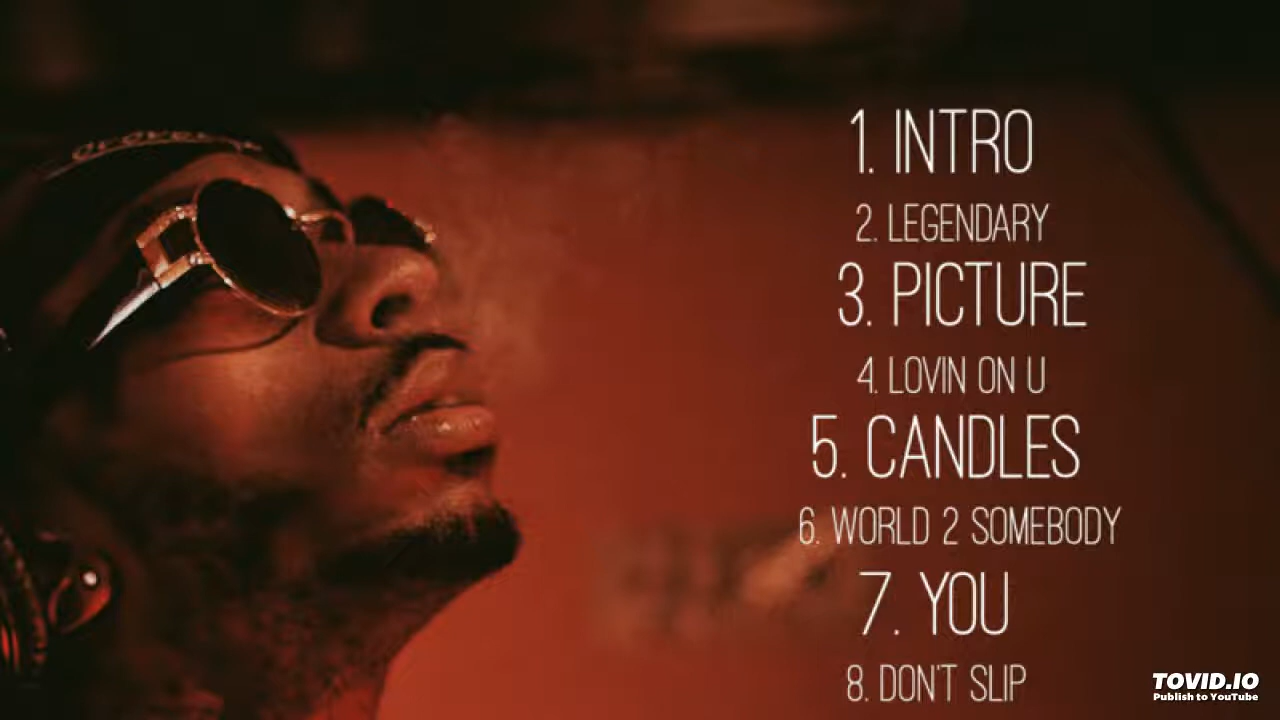 1. INTRO
2. LEGENDARY
3. PICTURE
4. LOVIN ON U
5. CANDLES
6. WORLD 2 SOMEBODY
7. YOU
8. DON'T SLIP
TOVID.IO
Publish to YouTube